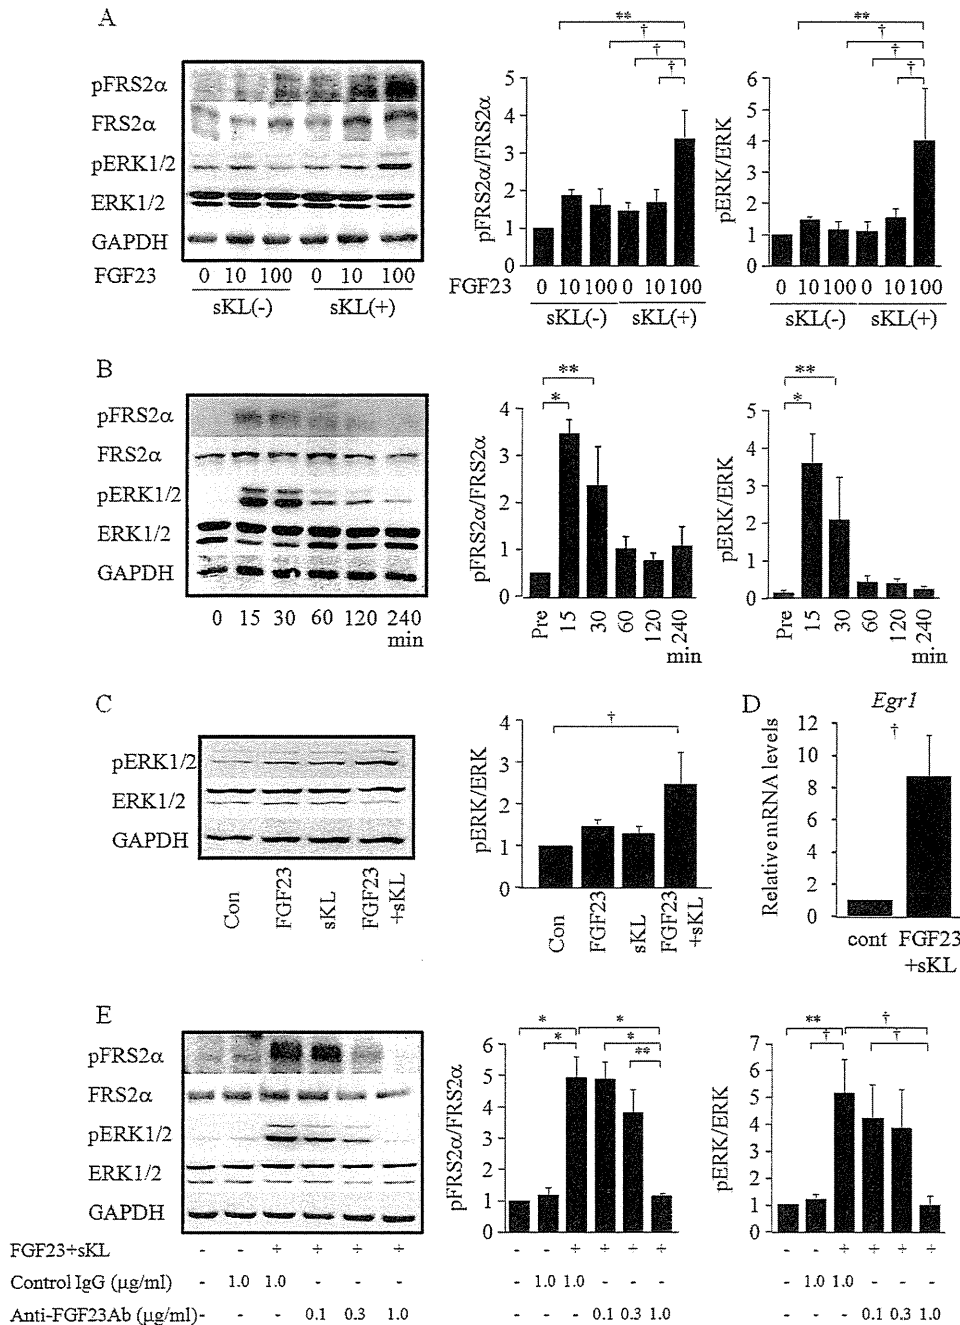 A
pFRS2α
FRS2α
pERK1/2
ERK1/2
GAPDH
FGF23 0 10 100 0 10 100
sKL(-) sKL(+)
** † † †
pFRS2α/FRS2α
5 4 3 2 1 0
FGF23 0 10 100 0 10 100
sKL(-) sKL(+)
** † † †
pERK/ERK
6 5 4 3 2 1 0
0 10 100 0 10 100
sKL(-) sKL(+)
B
pFRS2α
FRS2α
pERK1/2
ERK1/2
GAPDH
0 15 30 60 120 240
min
** *
pFRS2α/FRS2α
4 3 2 1 0
Pre 15 30 60 120 240
min
** *
pERK/ERK
5 4 3 2 1 0
Pre 15 30 60 120 240
min
C
pERK1/2
ERK1/2
GAPDH
Con FGF23 sKL FGF23 +sKL
†
pERK/ERK
4 3 2 1 0
Con FGF23 sKL FGF23 +sKL
D
Egr1
†
Relative mRNA levels
12 10 8 6 4 2 0
cont FGF23
+sKL
E
pFRS2α
FRS2α
pERK1/2
ERK1/2
GAPDH
* * * * **
pFRS2α/FRS2α
6 5 4 3 2 1 0
** † † †
pERK/ERK
7 6 5 4 3 2 1 0
FGF23+sKL - - + + + + - - + + + + - - + + + +
Control IgG (μg/ml) - 1.0 1.0 - 1.0 1.0 - 1.0 1.0
Anti-FGF23Ab (μg/ml) - - - 0.1 0.3 1.0 - - - 0.1 0.3 1.0 - - - 0.1 0.3 1.0